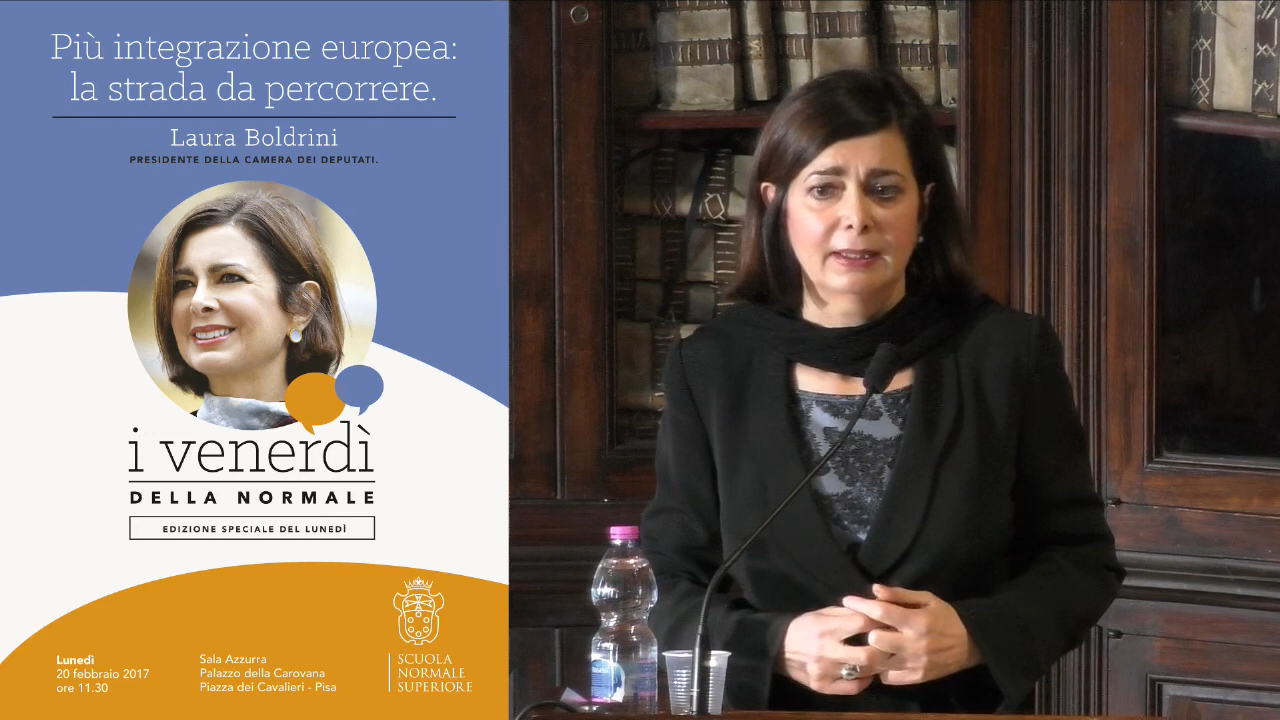 Più integrazione europea:
la strada da percorrere.
Laura Boldrini
PRESIDENTE DELLA CAMERA DEI DEPUTATI.
i venerdì
DELLA NORMALE
EDIZIONE SPECIALE DEL LUNEDÌ
Lunedì
20 febbraio 2017
ore 11.30
Sala Azzurra
Palazzo della Carovana
Piazza dei Cavalieri - Pisa
SCUOLA
NORMALE
SUPERIORE